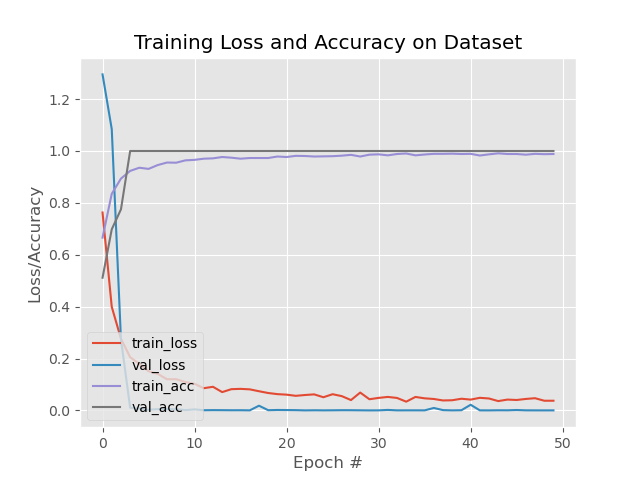 Training Loss and Accuracy on Dataset
Loss/Accuracy
1.2
1.0
0.8
0.6
0.4
0.2
0.0
train_loss
val_loss
train_acc
val_acc
0 10 20 30 40 50
Epoch #